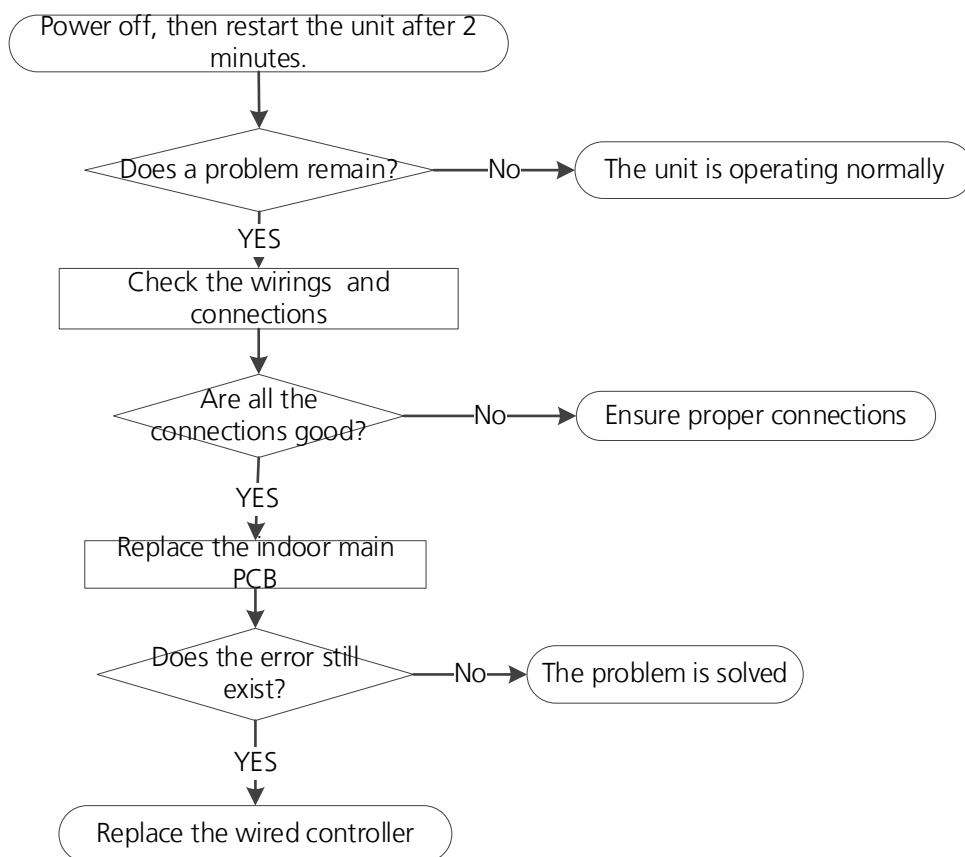 Power off, then restart the unit after 2
minutes.
Does a problem remain?
No
The unit is operating normally
YES
Check the wirings and
connections
Are all the
connections good?
No
Ensure proper connections
YES
Replace the indoor main
PCB
Does the error still
exist?
No
The problem is solved
YES
Replace the wired controller